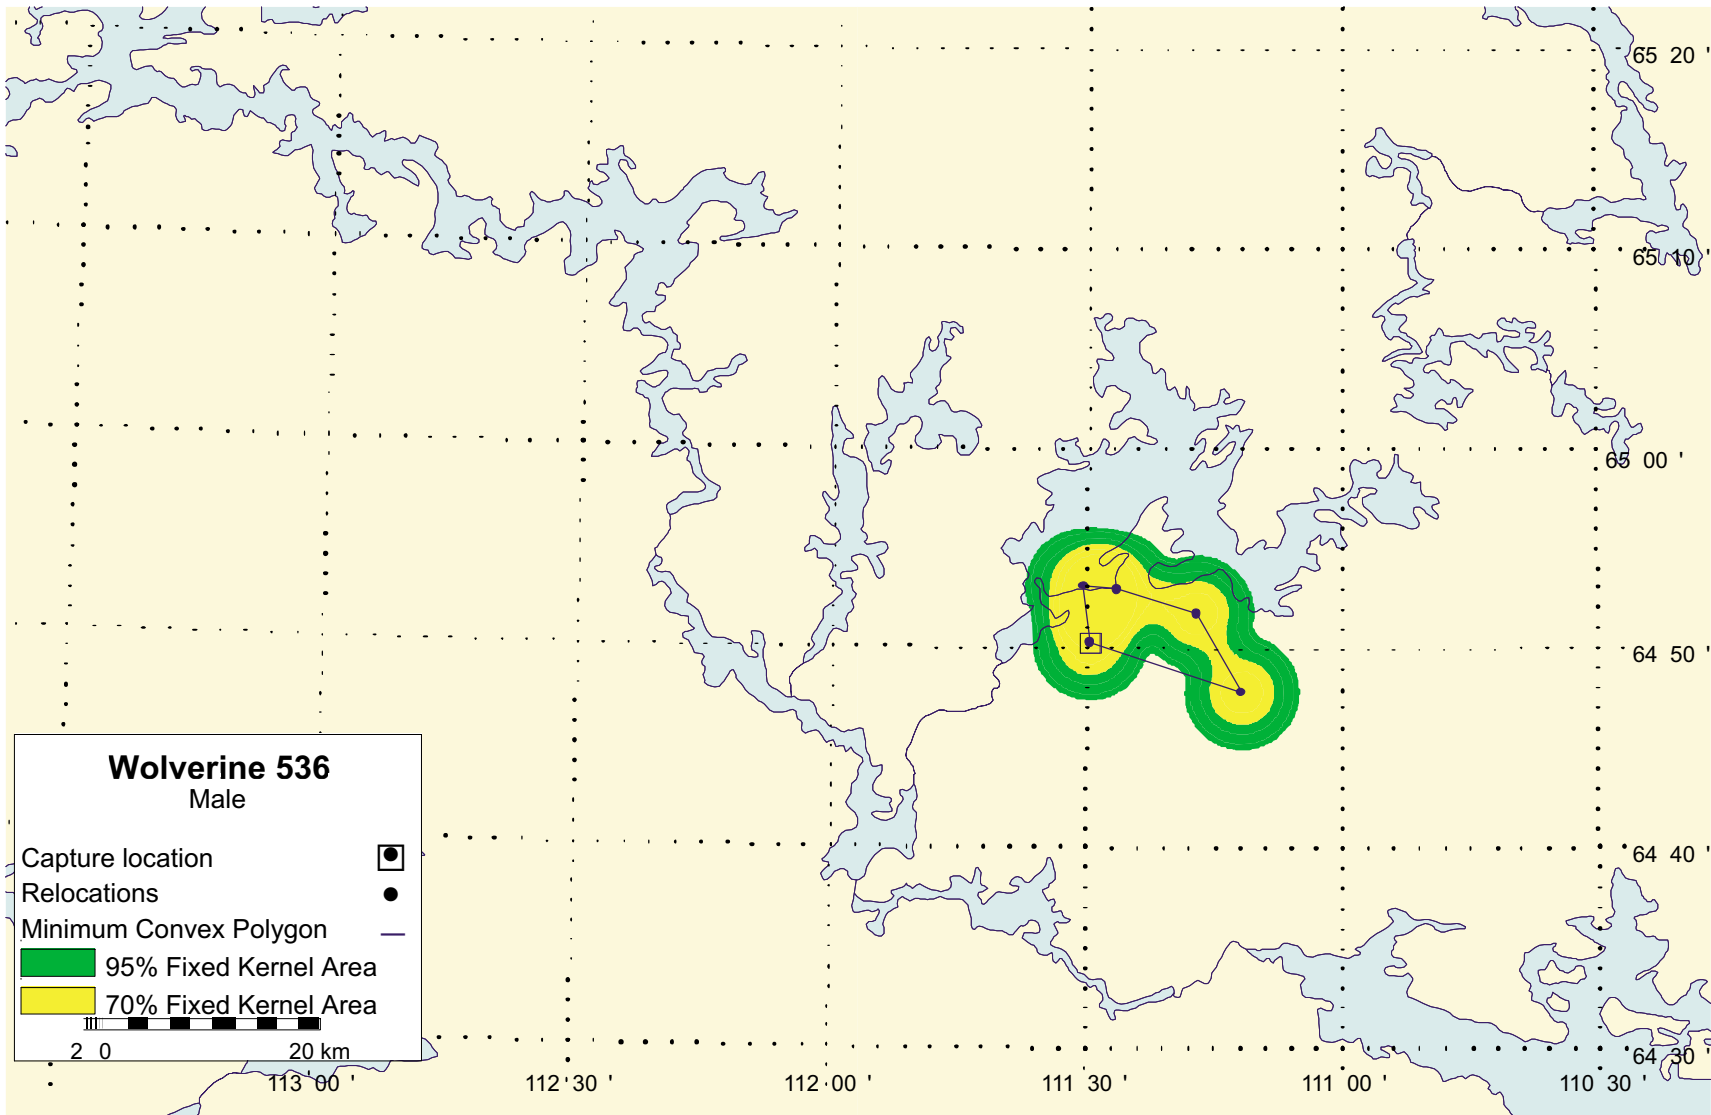 65 20 '
65 10 '
65 00 '
64 50 '
64 40 '
64 30 '
Wolverine 536
Male
Capture location
Relocations
Minimum Convex Polygon
95% Fixed Kernel Area
70% Fixed Kernel Area
2 0 20 km
113 00 ' 112 30 ' 112 00 ' 111 30 ' 111 00 ' 110 30 '